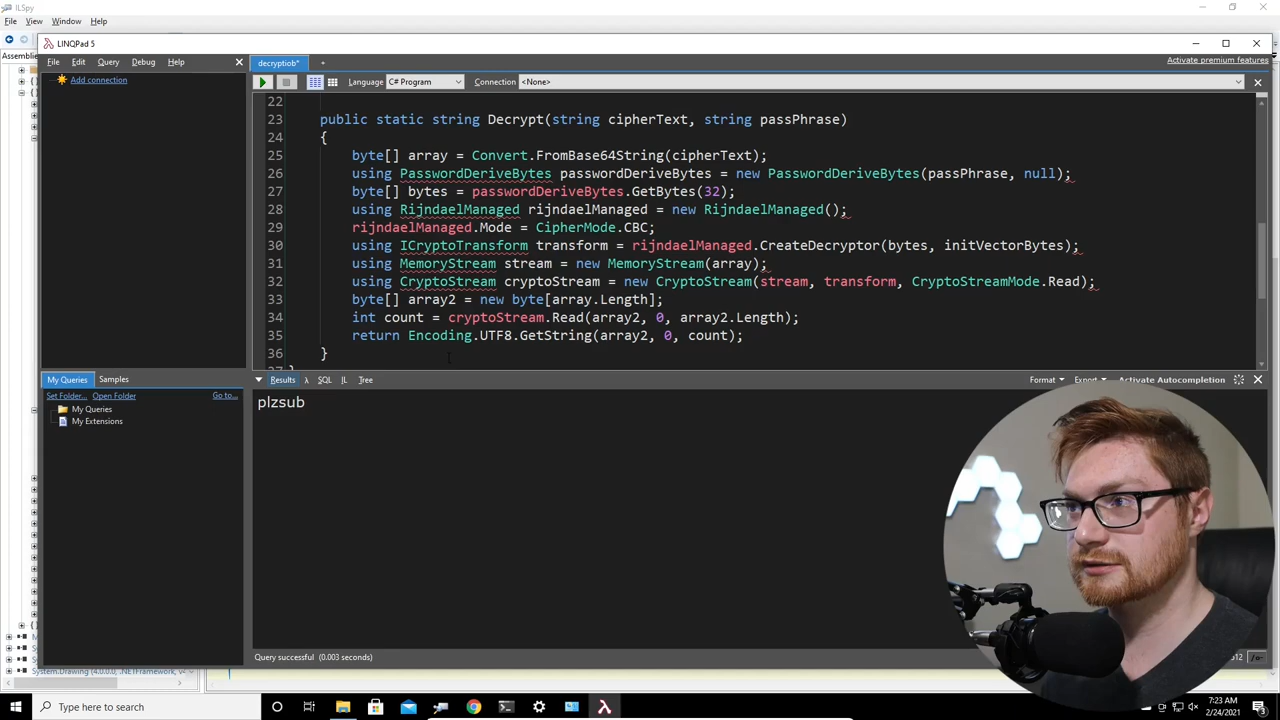 ILSpy
File View Window Help
Assemblie
LINQPad 5
File Edit Query Debug Help
Add connection
decryptiob* +
Activate premium features
Language C# Program Connection <None>
22
23 public static string Decrypt(string cipherText, string passPhrase)
24 {
25 byte[] array = Convert.FromBase64String(cipherText);
26 using PasswordDeriveBytes passwordDeriveBytes = new PasswordDeriveBytes(passPhrase, null);
27 byte[] bytes = passwordDeriveBytes.GetBytes(32);
28 using RijndaelManaged rijndaelManaged = new RijndaelManaged();
29 rijndaelManaged.Mode = CipherMode.CBC;
30 using ICryptoTransform transform = rijndaelManaged.CreateDecryptor(bytes, initVectorBytes);
31 using MemoryStream stream = new MemoryStream(array);
32 using CryptoStream cryptoStream = new CryptoStream(stream, transform, CryptoStreamMode.Read);
33 byte[] array2 = new byte[array.Length];
34 int count = cryptoStream.Read(array2, 0, array2.Length);
35 return Encoding.UTF8.GetString(array2, 0, count);
36 }
My Queries Samples
Set Folder... Open Folder Go to...
My Queries
My Extensions
Results λ SQL IL Tree Format Export Activate Autocompletion
plzsub
Query successful (0.003 seconds)
System.Drawing (4.0.0.0, .NETFramework, v
Type here to search
7:23 AM
2/24/2021